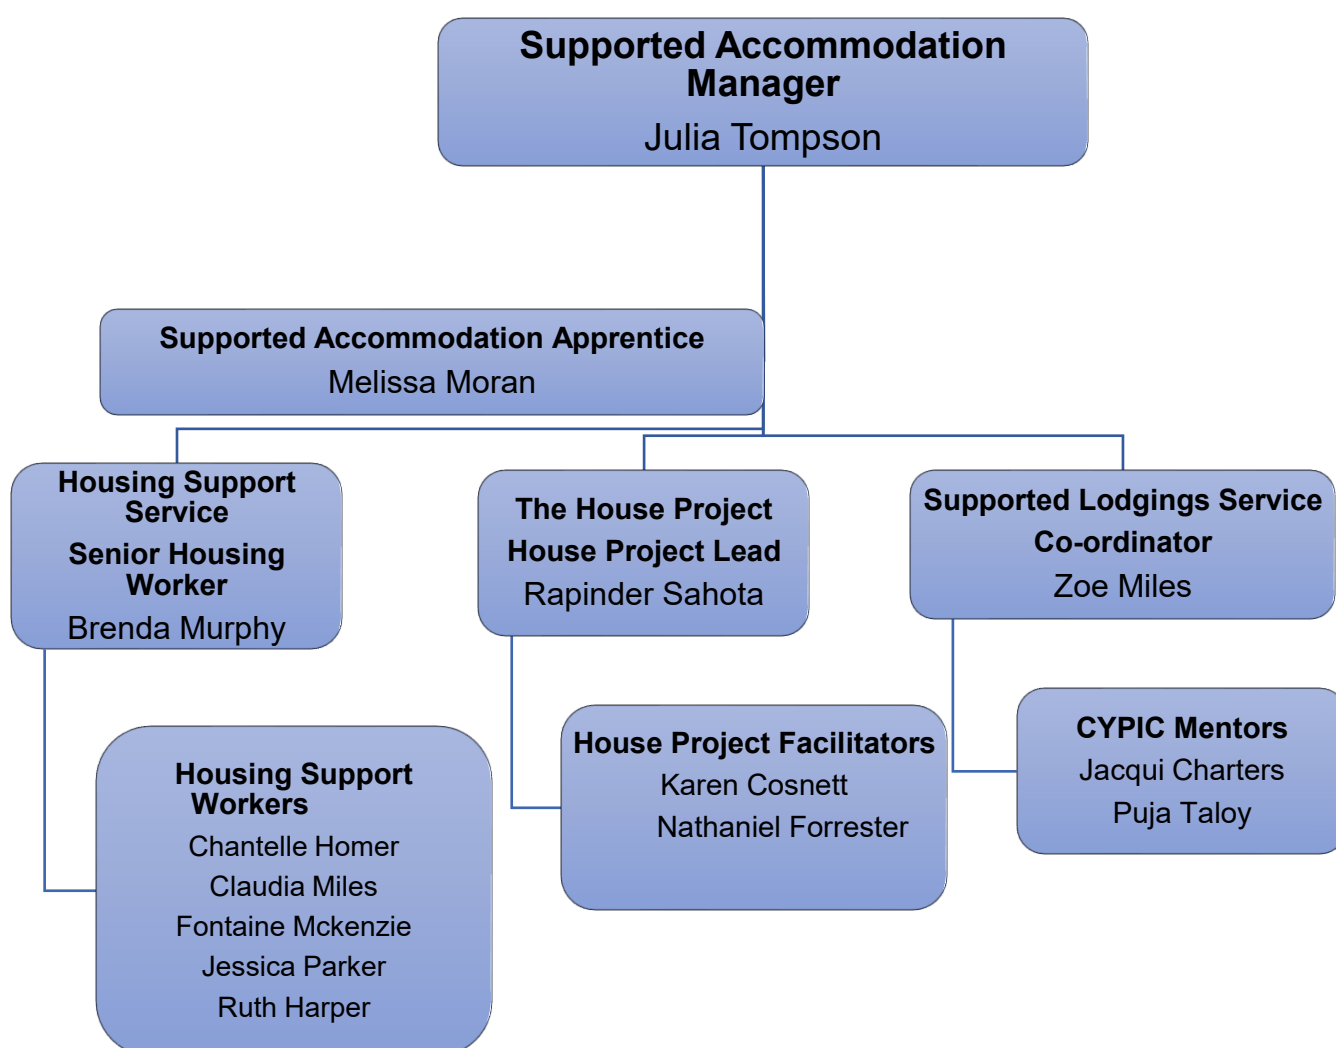 Supported Accommodation
Manager
Julia Tompson
Supported Accommodation Apprentice
Melissa Moran
Housing Support
Service
Senior Housing
Worker
Brenda Murphy
The House Project
House Project Lead
Rapinder Sahota
Supported Lodgings Service
Co-ordinator
Zoe Miles
Housing Support
Workers
Chantelle Homer
Claudia Miles
Fontaine Mckenzie
Jessica Parker
Ruth Harper
House Project Facilitators
Karen Cosnett
Nathaniel Forrester
CYPIC Mentors
Jacqui Charters
Puja Taloy